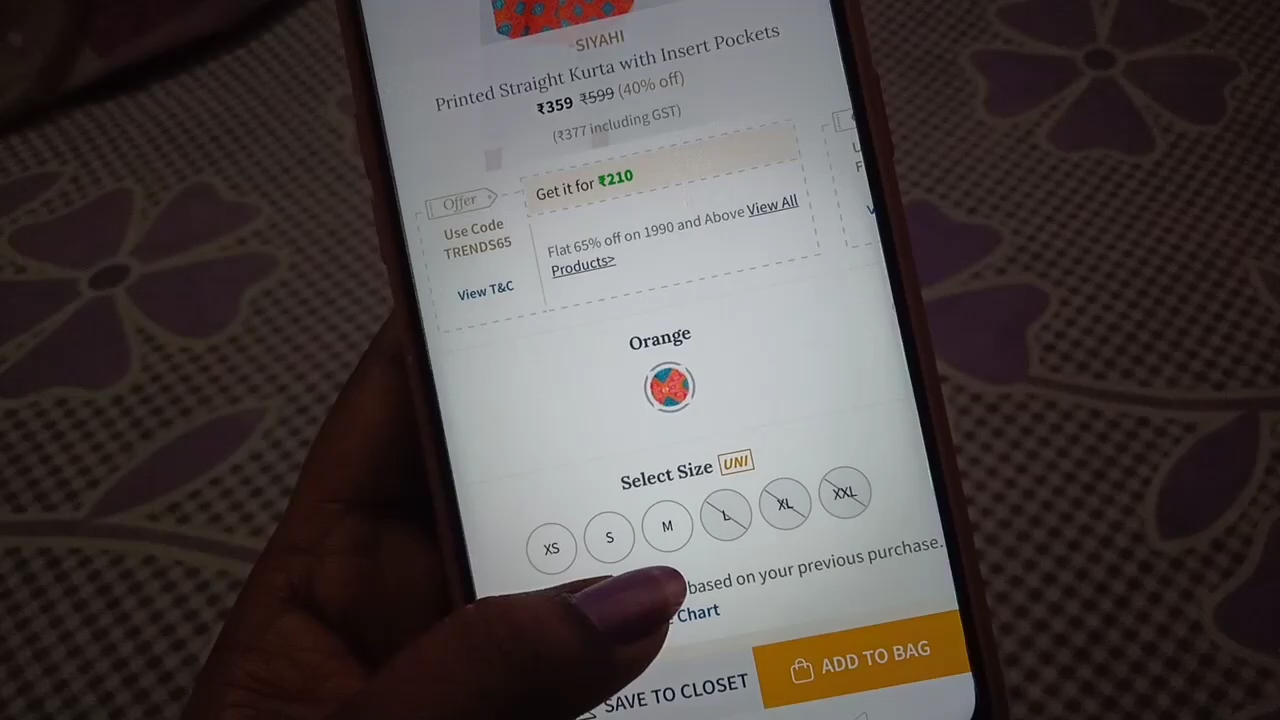 SIYAHI
Printed Straight Kurta with Insert Pockets
₹359 ₹599 (40% off)
(₹377 including GST)
Offer
Get it for ₹210
Use Code
TRENDS65
Flat 65% off on 1990 and Above View All
Products>
View T&C
Orange
Select Size UNI
XS S M L XL XXL
based on your previous purchase.
Chart
SAVE TO CLOSET
ADD TO BAG